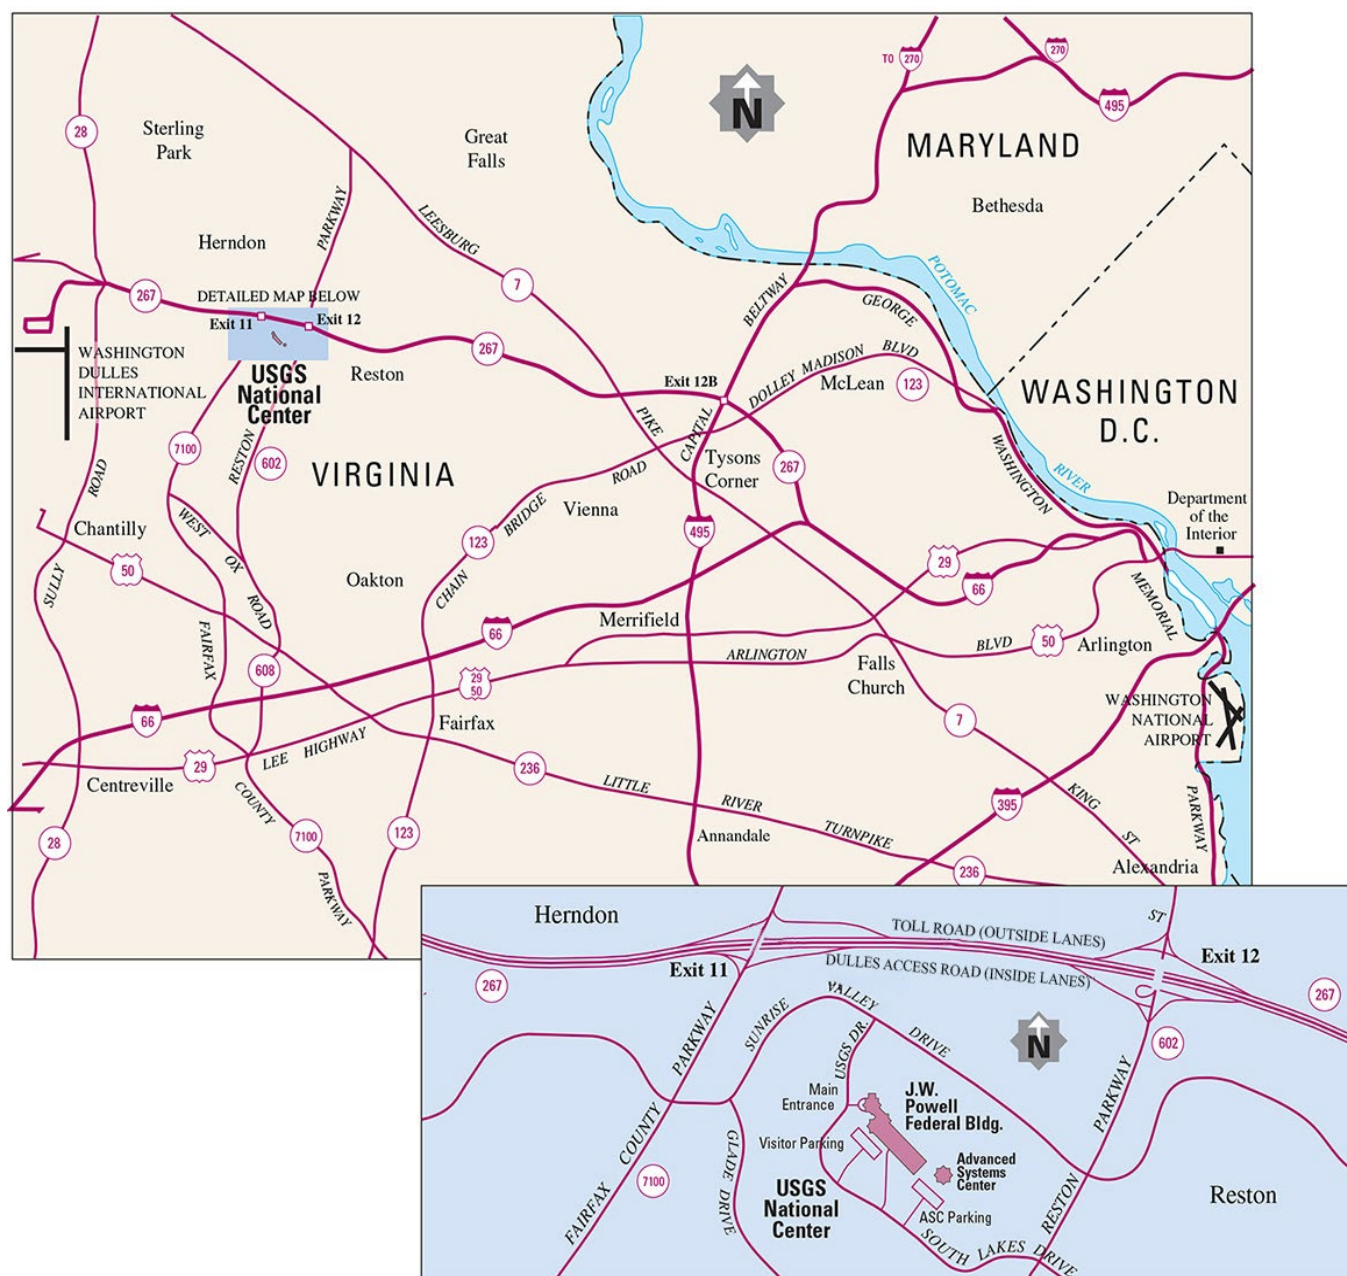 TO 270
270
495
N
28
Sterling
Park
Great
Falls
MARYLAND
Bethesda
PARKWAY
LEESBURG
Herndon
7
POTOMAC
267
DETAILED MAP BELOW
Exit 11
Exit 12
BELTWAY
GEORGE
WASHINGTON
DULLES
INTERNATIONAL
AIRPORT
267
Reston
USGS
National
Center
Exit 12B
DOLLEY MADISON BLVD
McLean
123
WASHINGTON
D.C.
PIKE
CAPITAL
7100
RESTON
602
VIRGINIA
ROAD
Tysons
Corner
267
WASHINGTON
RIVER
ROAD
Department
of the
Interior
Chantilly
WEST
OX
ROAD
Vienna
BRIDGE
123
CHAIN
495
50
SULLY
Oakton
29
66
MEMORIAL
Merrifield
66
FAIRFAX
608
ARLINGTON
BLVD
50
Arlington
Falls
Church
29
50
WASHINGTON
NATIONAL
AIRPORT
66
Fairfax
7
LEE HIGHWAY
29
236
Centreville
LITTLE
RIVER
TURNPIKE
KING
ST
395
PARKWAY
COUNTY
7100
123
28
Annandale
236
Alexandria
PARKWAY
Herndon
ST
TOLL ROAD (OUTSIDE LANES)
DULLES ACCESS ROAD (INSIDE LANES)
Exit 11
Exit 12
267
267
SUNRISE
VALLEY
DRIVE
N
602
PARKWAY
USGS DR.
Main
Entrance
J.W.
Powell
Federal Bldg.
PARKWAY
COUNTY
FAIRFAX
GLADE DRIVE
Visitor Parking
Advanced
Systems
Center
7100
USGS
National
Center
ASC Parking
RESTON
Reston
SOUTH LAKES DRIVE